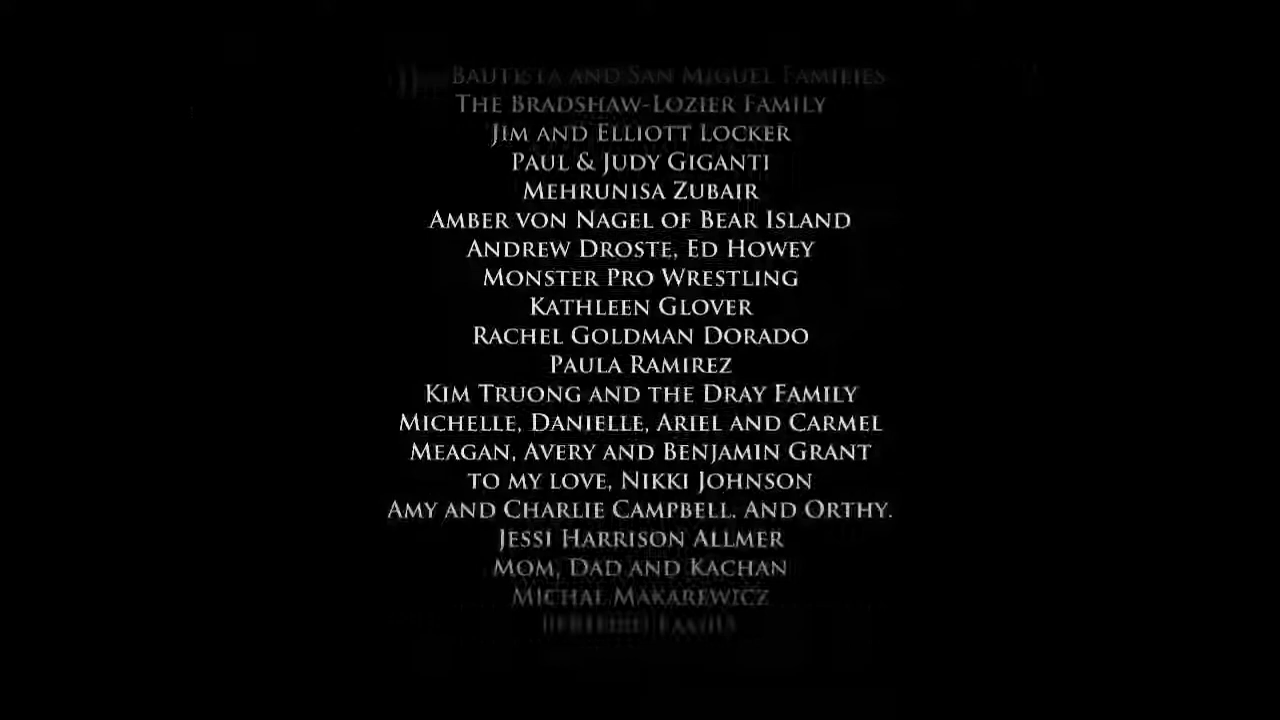 Bautista and San Miguel Families
The Bradshaw-Lozier Family
Jim and Elliott Locker
Paul & Judy Giganti
Mehrunisa Zubair
Amber von Nagel of Bear Island
Andrew Droste, Ed Howey
Monster Pro Wrestling
Kathleen Glover
Rachel Goldman Dorado
Paula Ramirez
Kim Truong and the Dray Family
Michelle, Danielle, Ariel and Carmel
Meagan, Avery and Benjamin Grant
to my love, Nikki Johnson
Amy and Charlie Campbell. And Orthy.
Jessi Harrison Allmer
Mom, Dad and Kachan
Michal Makarewicz
Family